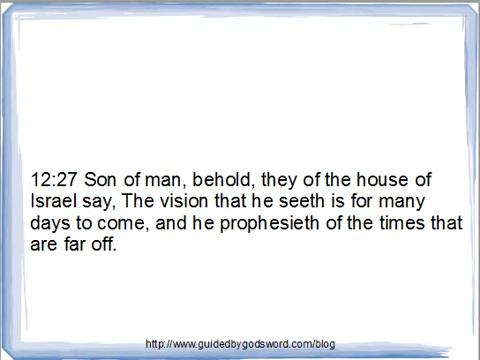 12:27 Son of man, behold, they of the house of
Israel say, The vision that he seeth is for many
days to come, and he prophesieth of the times that
are far off.
http://www.guidedbygodsword.com/blog